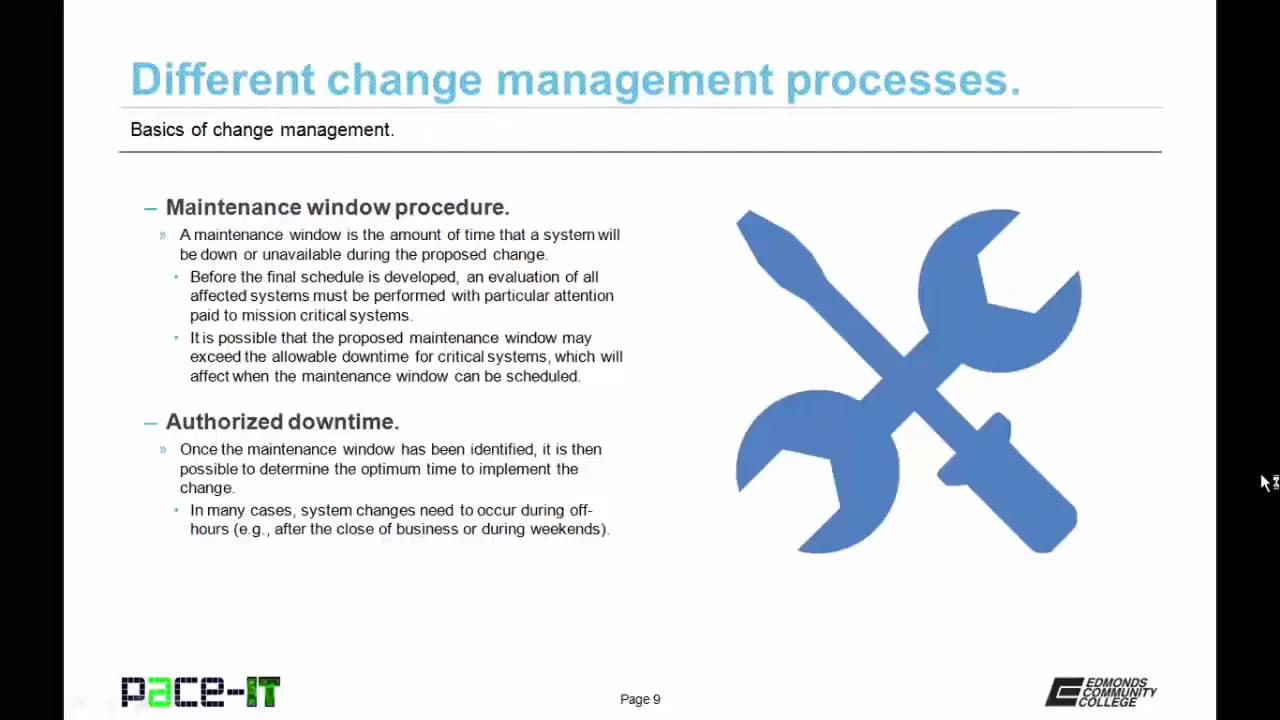 Different change management processes.
Basics of change management.
– Maintenance window procedure.
» A maintenance window is the amount of time that a system will
be down or unavailable during the proposed change.
• Before the final schedule is developed, an evaluation of all
affected systems must be performed with particular attention
paid to mission critical systems.
• It is possible that the proposed maintenance window may
exceed the allowable downtime for critical systems, which will
affect when the maintenance window can be scheduled.
– Authorized downtime.
» Once the maintenance window has been identified, it is then
possible to determine the optimum time to implement the
change.
• In many cases, system changes need to occur during off-
hours (e.g., after the close of business or during weekends).
pace-IT
Page 9
EDMONDS
COMMUNITY
COLLEGE